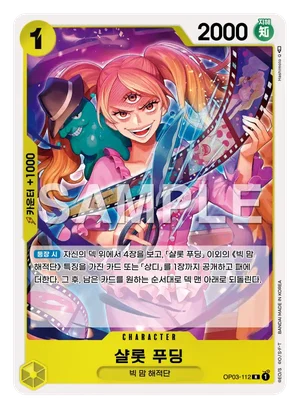 1
2000
지혜
知
카운터 +1000
SAMPLE
등장 시 자신의 덱 위에서 4장을 보고, 「샬롯 푸딩」 이외의 《빅 맘
해적단》 특징을 가진 카드 또는 「상디」를 1장까지 공개하고 패에
더한다. 그 후, 남은 카드를 원하는 순서대로 덱 맨 아래로 되돌린다.
CHARACTER
샬롯 푸딩
빅 맘 해적단
OP03-112 R 1
BANDAI MADE IN KOREA